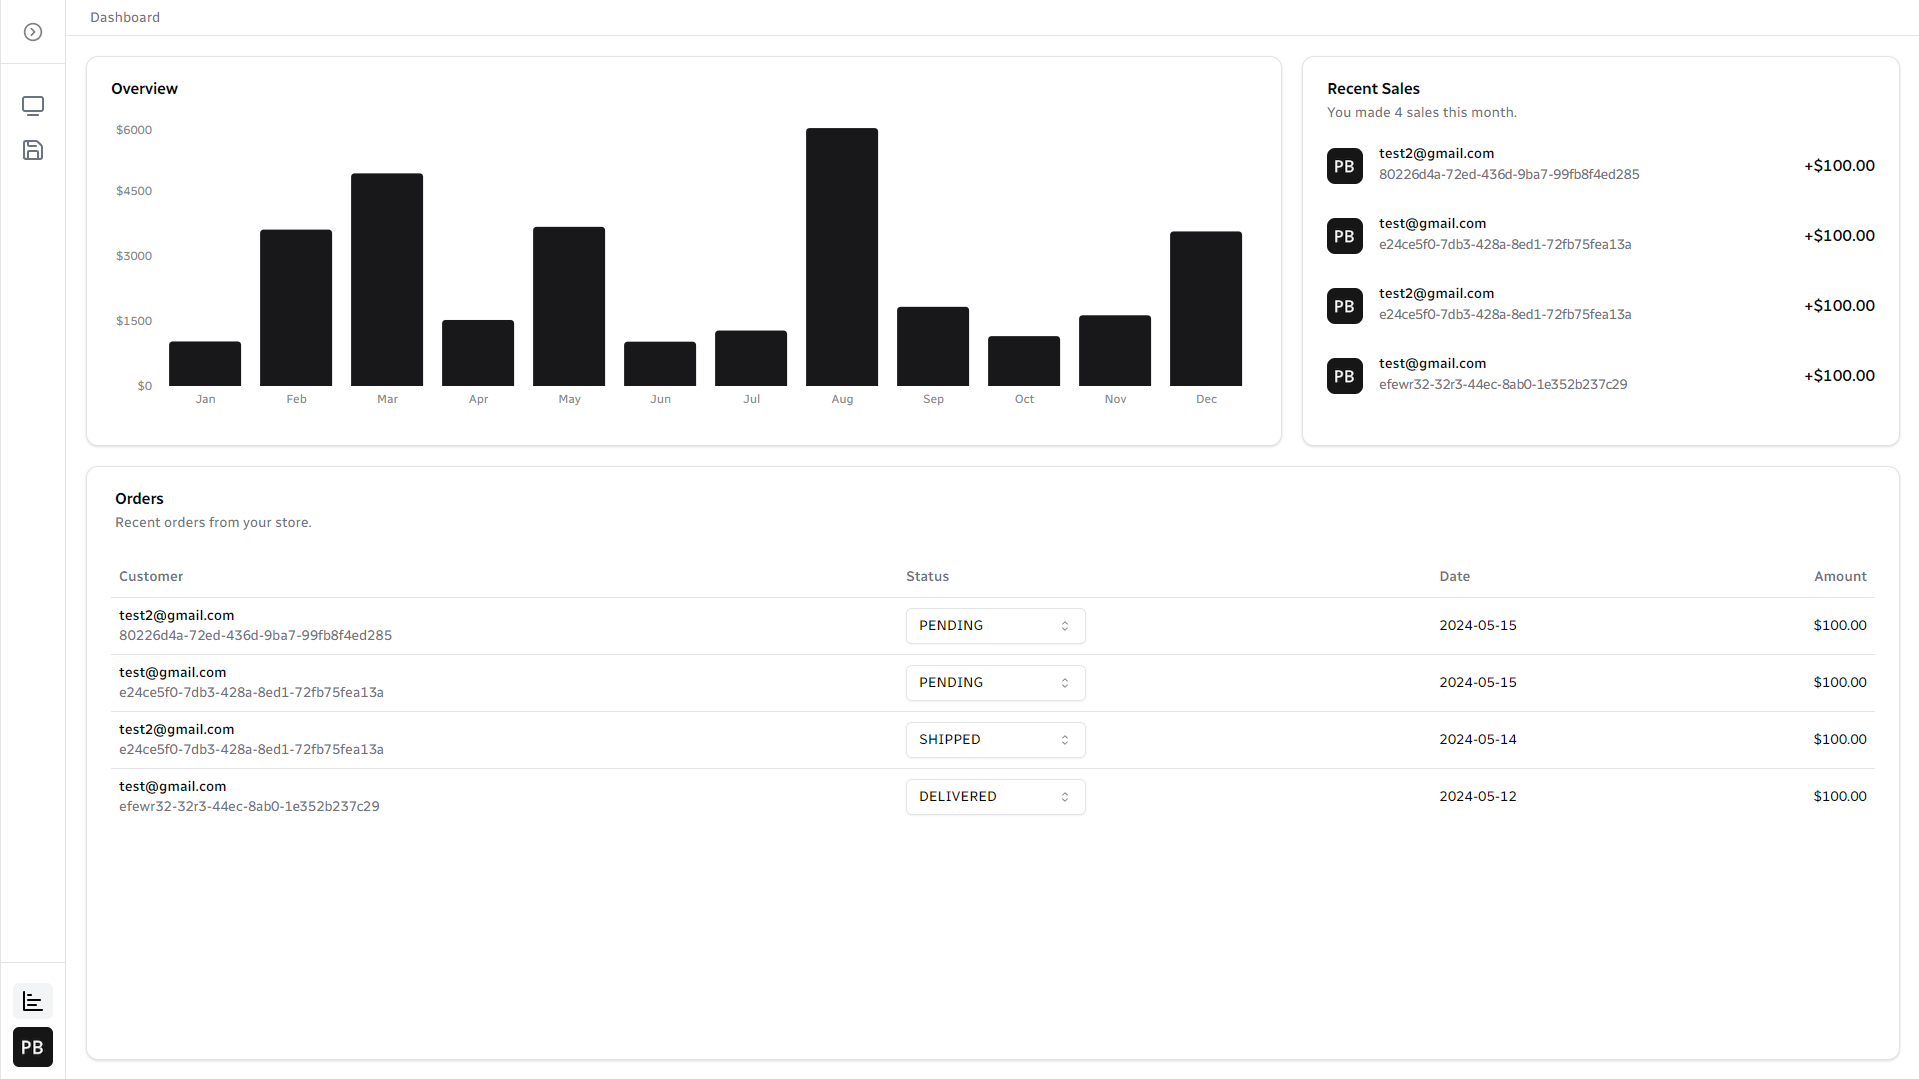 Dashboard
Overview
$6000
$4500
$3000
$1500
$0
Jan Feb Mar Apr May Jun Jul Aug Sep Oct Nov Dec
Recent Sales
You made 4 sales this month.
PB
test2@gmail.com
80226d4a-72ed-436d-9ba7-99fb8f4ed285
+$100.00
PB
test@gmail.com
e24ce5f0-7db3-428a-8ed1-72fb75fea13a
+$100.00
PB
test2@gmail.com
e24ce5f0-7db3-428a-8ed1-72fb75fea13a
+$100.00
PB
test@gmail.com
efewr32-32r3-44ec-8ab0-1e352b237c29
+$100.00
Orders
Recent orders from your store.
Customer Status Date Amount
test2@gmail.com
80226d4a-72ed-436d-9ba7-99fb8f4ed285
PENDING 2024-05-15 $100.00
test@gmail.com
e24ce5f0-7db3-428a-8ed1-72fb75fea13a
PENDING 2024-05-15 $100.00
test2@gmail.com
e24ce5f0-7db3-428a-8ed1-72fb75fea13a
SHIPPED 2024-05-14 $100.00
test@gmail.com
efewr32-32r3-44ec-8ab0-1e352b237c29
DELIVERED 2024-05-12 $100.00
PB